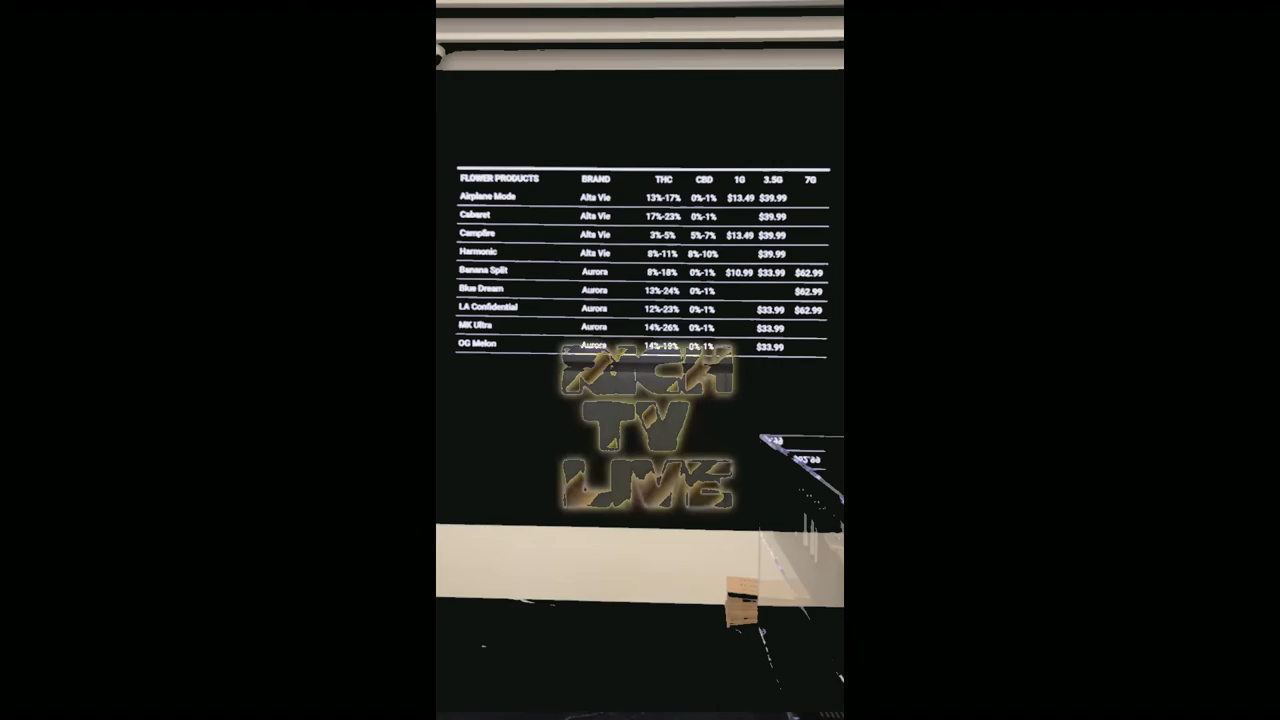 FLOWER PRODUCTS BRAND THC CBD 1G 3.5G 7G
Airplane Mode Alta Vie 13%-17% 0%-1% $13.49 $39.99
Cabaret Alta Vie 17%-23% 0%-1% $39.99
Campfire Alta Vie 3%-5% 5%-7% $13.49 $39.99
Harmonic Alta Vie 8%-11% 8%-10% $39.99
Banana Split Aurora 8%-18% 0%-1% $10.99 $33.99 $62.99
Blue Dream Aurora 13%-24% 0%-1% $62.99
LA Confidential Aurora 12%-23% 0%-1% $33.99 $62.99
MK Ultra Aurora 14%-26% 0%-1% $33.99
OG Melon Aurora 14%-19% 0%-1% $33.99
RICH
TV
LIVE